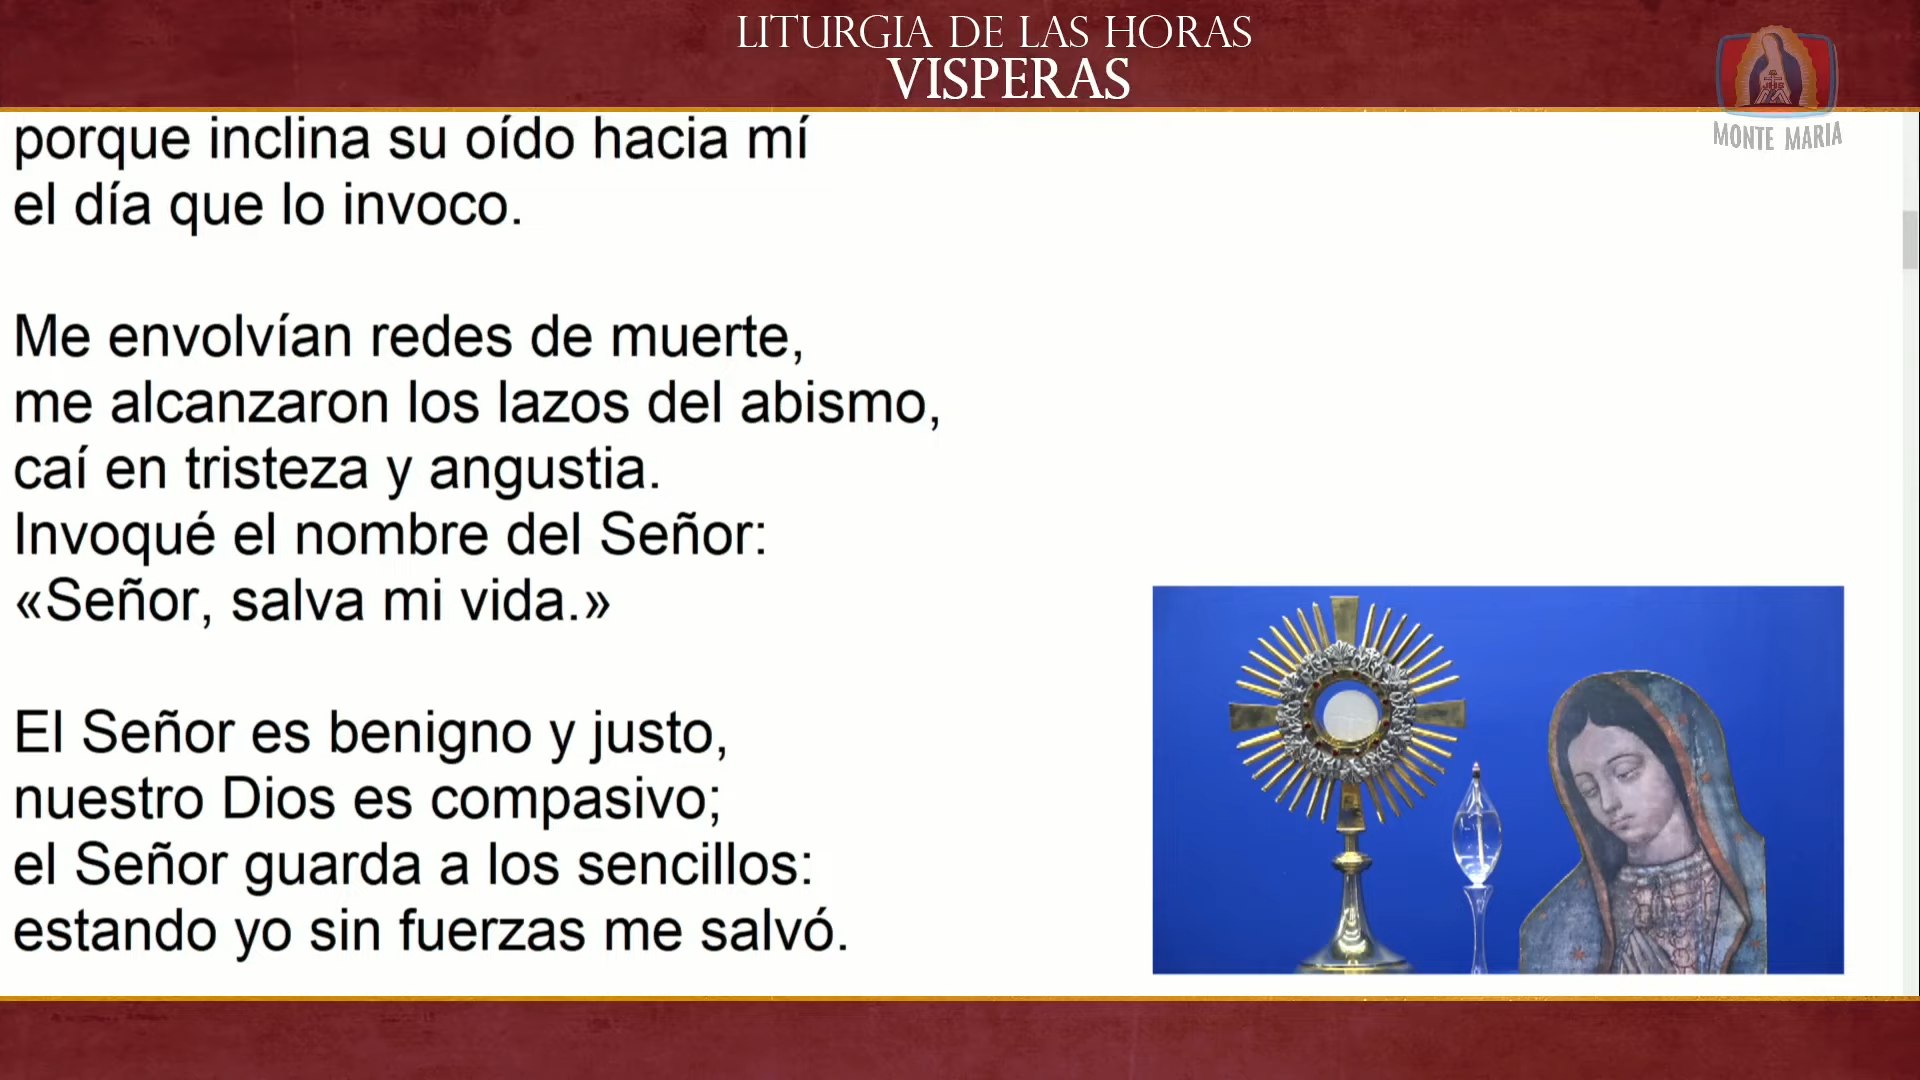 LITURGIA DE LAS HORAS
VISPERAS
MONTE MARIA
porque inclina su oído hacia mí
el día que lo invoco.
Me envolvían redes de muerte,
me alcanzaron los lazos del abismo,
caí en tristeza y angustia.
Invoqué el nombre del Señor:
«Señor, salva mi vida.»
El Señor es benigno y justo,
nuestro Dios es compasivo;
el Señor guarda a los sencillos:
estando yo sin fuerzas me salvó.